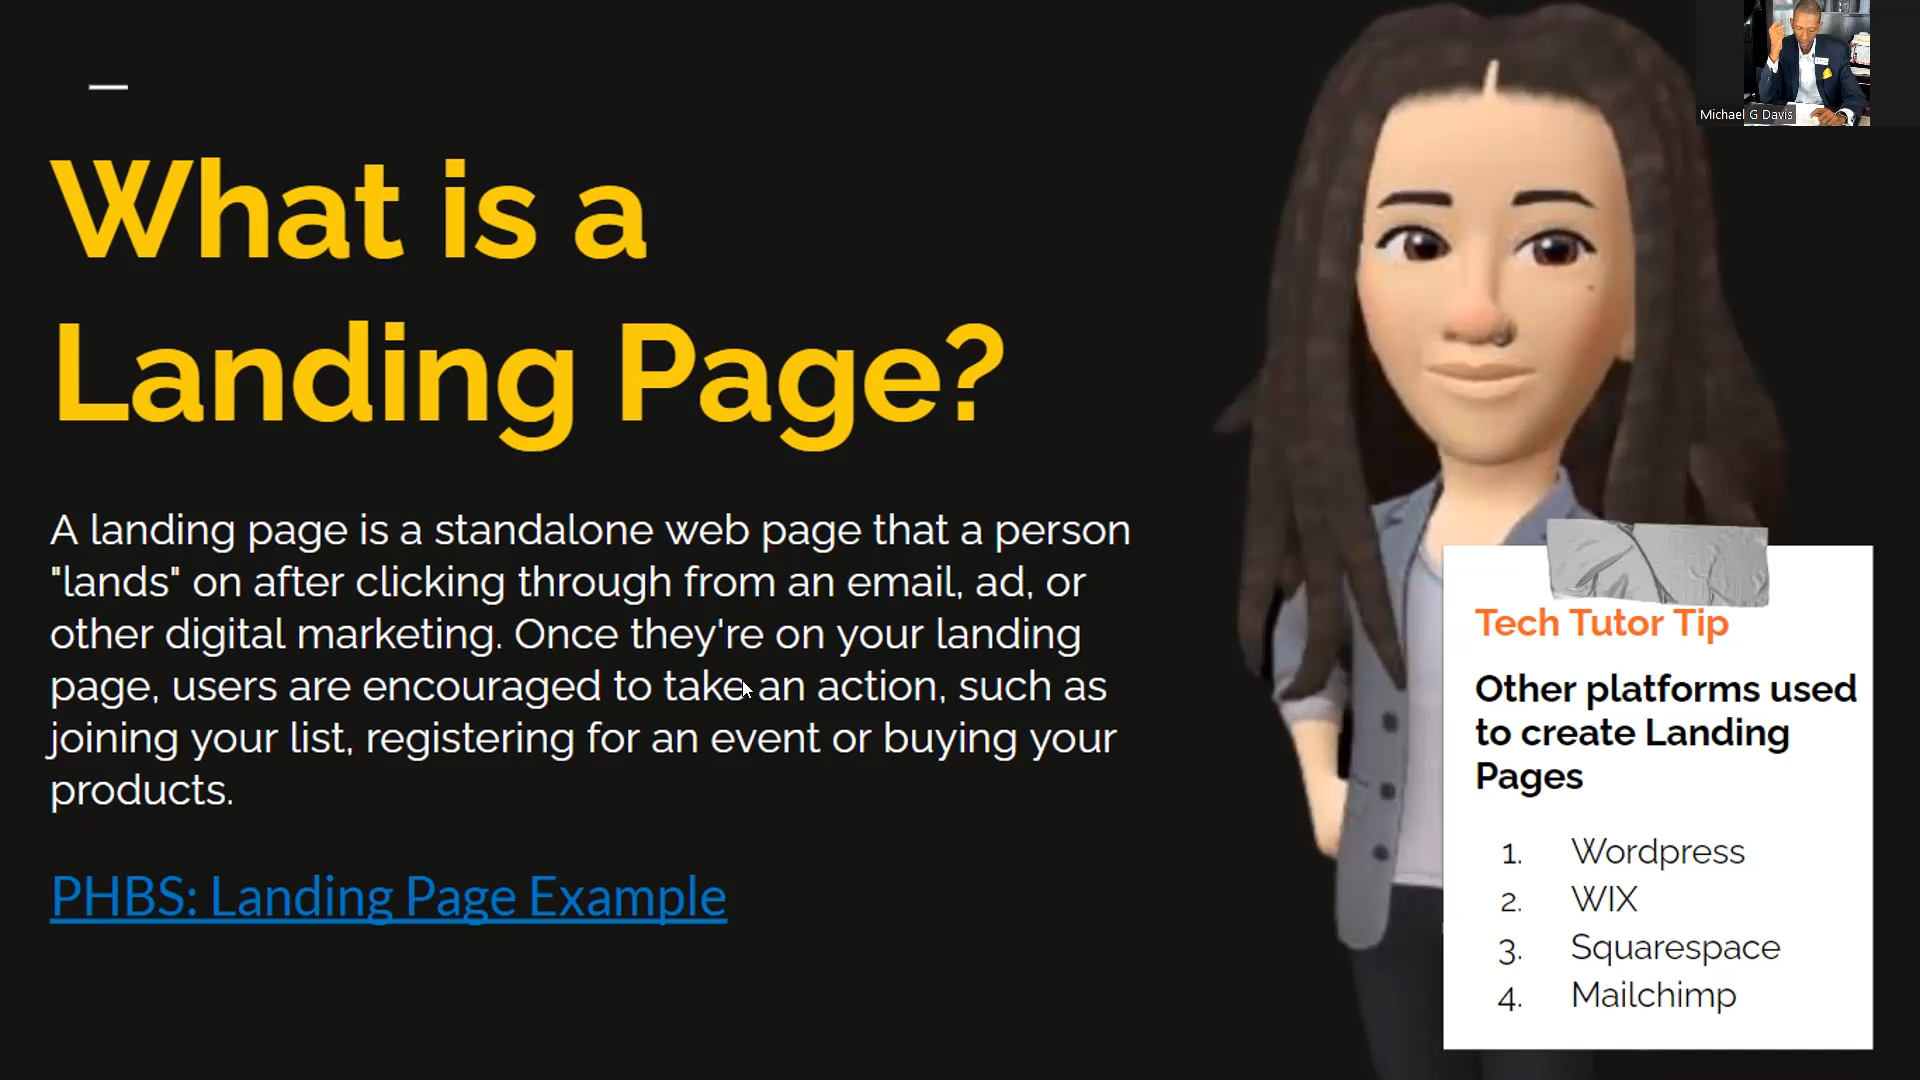 Michael G Davis
What is a
Landing Page?
A landing page is a standalone web page that a person
"lands" on after clicking through from an email, ad, or
other digital marketing. Once they're on your landing
page, users are encouraged to take an action, such as
joining your list, registering for an event or buying your
products.
PHBS: Landing Page Example
Tech Tutor Tip
Other platforms used
to create Landing
Pages
1. Wordpress
2. WIX
3. Squarespace
4. Mailchimp